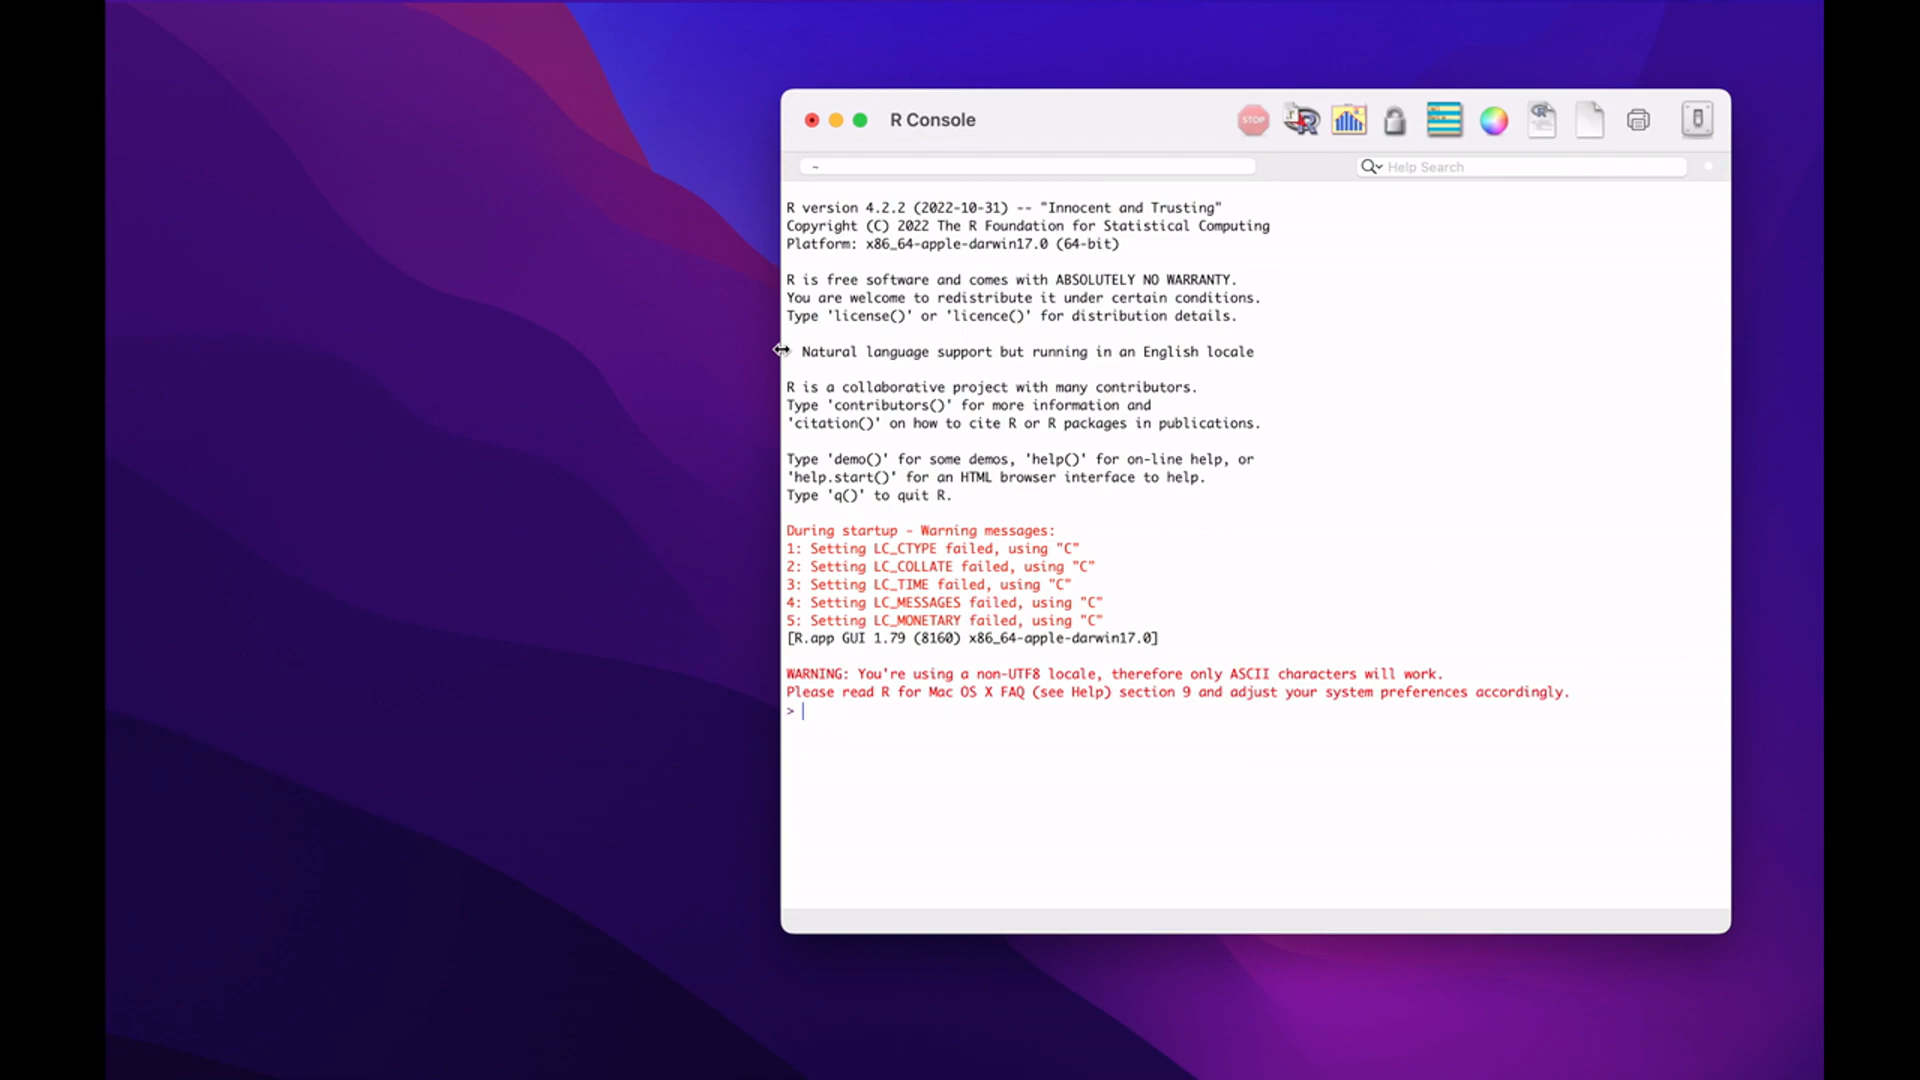 R Console
STOP
~
Help Search
R version 4.2.2 (2022-10-31) -- "Innocent and Trusting"
Copyright (C) 2022 The R Foundation for Statistical Computing
Platform: x86_64-apple-darwin17.0 (64-bit)
R is free software and comes with ABSOLUTELY NO WARRANTY.
You are welcome to redistribute it under certain conditions.
Type 'license()' or 'licence()' for distribution details.
Natural language support but running in an English locale
R is a collaborative project with many contributors.
Type 'contributors()' for more information and
'citation()' on how to cite R or R packages in publications.
Type 'demo()' for some demos, 'help()' for on-line help, or
'help.start()' for an HTML browser interface to help.
Type 'q()' to quit R.
During startup - Warning messages:
1: Setting LC_CTYPE failed, using "C"
2: Setting LC_COLLATE failed, using "C"
3: Setting LC_TIME failed, using "C"
4: Setting LC_MESSAGES failed, using "C"
5: Setting LC_MONETARY failed, using "C"
[R.app GUI 1.79 (8160) x86_64-apple-darwin17.0]
WARNING: You're using a non-UTF8 locale, therefore only ASCII characters will work.
Please read R for Mac OS X FAQ (see Help) section 9 and adjust your system preferences accordingly.
>